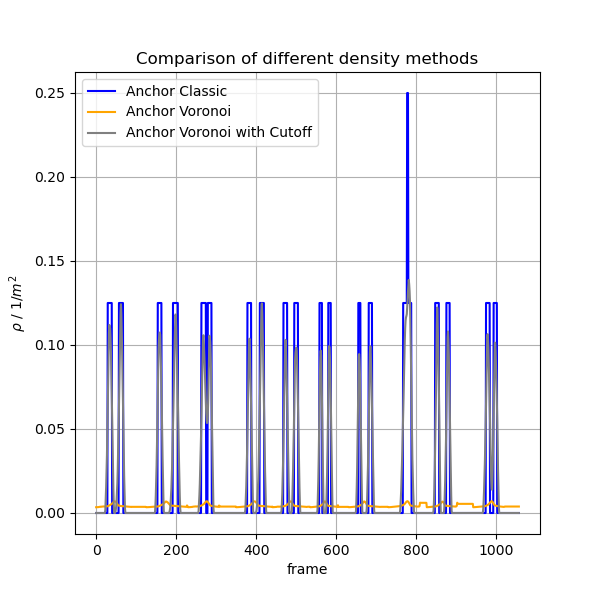 Comparison of different density methods
Anchor Classic
Anchor Voronoi
Anchor Voronoi with Cutoff
0.25
0.20
0.15
0.10
0.05
0.00
ρ / 1/m²
0 200 400 600 800 1000
frame